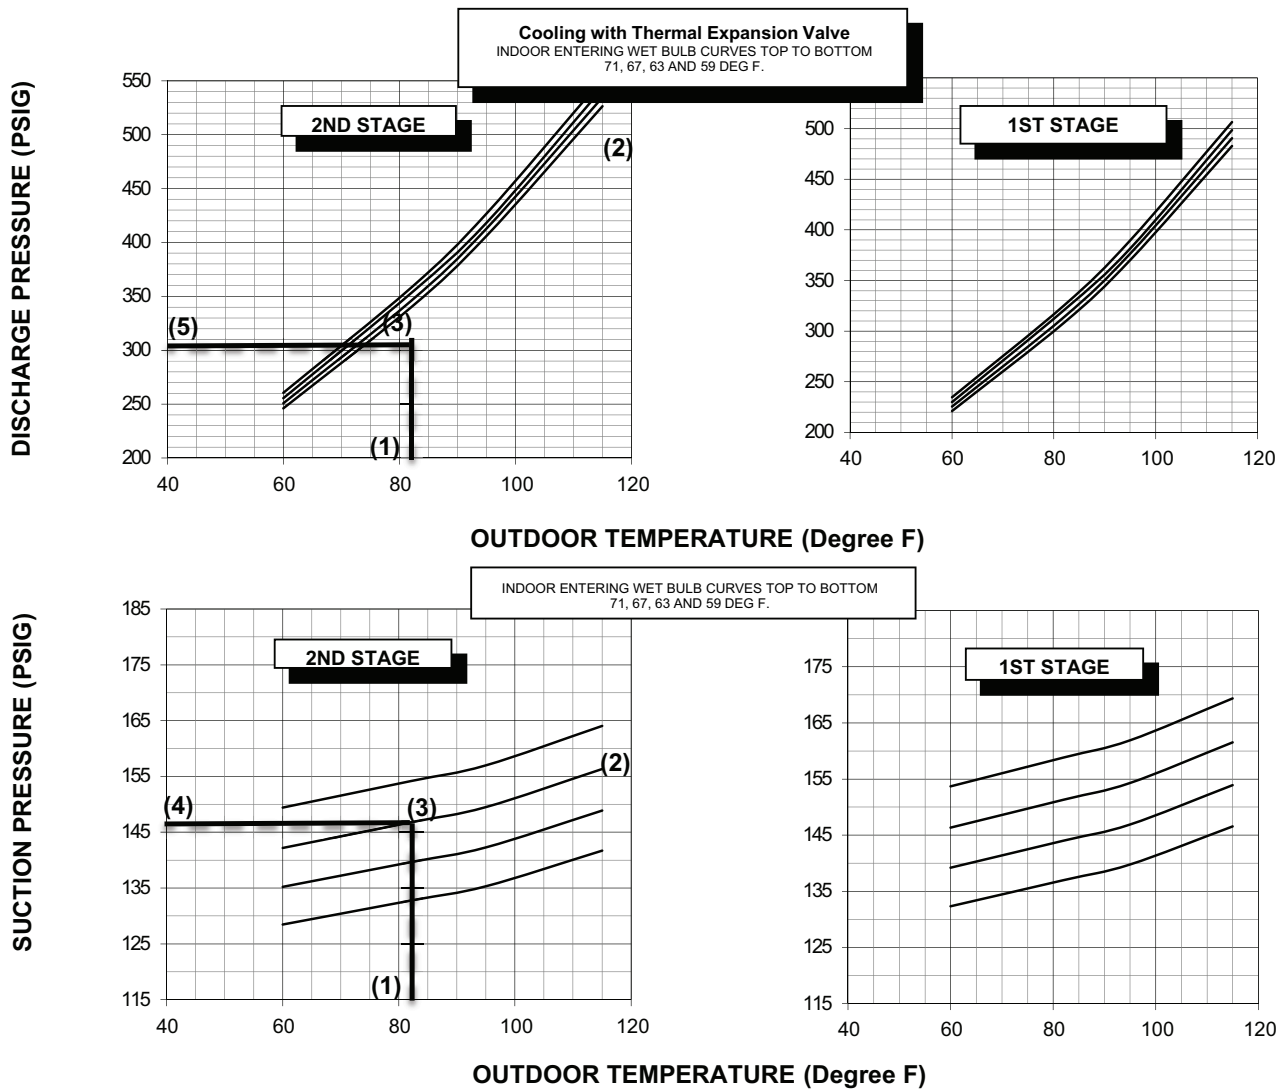 Cooling with Thermal Expansion Valve
INDOOR ENTERING WET BULB CURVES TOP TO BOTTOM
71, 67, 63 AND 59 DEG F.
DISCHARGE PRESSURE (PSIG)
2ND STAGE
550
500
450
400
350
300
250
200
(2)
(3)
(5)
(1)
40 60 80 100 120
1ST STAGE
500
450
400
350
300
250
200
40 60 80 100 120
OUTDOOR TEMPERATURE (Degree F)
INDOOR ENTERING WET BULB CURVES TOP TO BOTTOM
71, 67, 63 AND 59 DEG F.
SUCTION PRESSURE (PSIG)
2ND STAGE
185
175
165
155
145
135
125
115
(2)
(4)
(3)
(1)
40 60 80 100 120
1ST STAGE
175
165
155
145
135
125
115
40 60 80 100 120
OUTDOOR TEMPERATURE (Degree F)